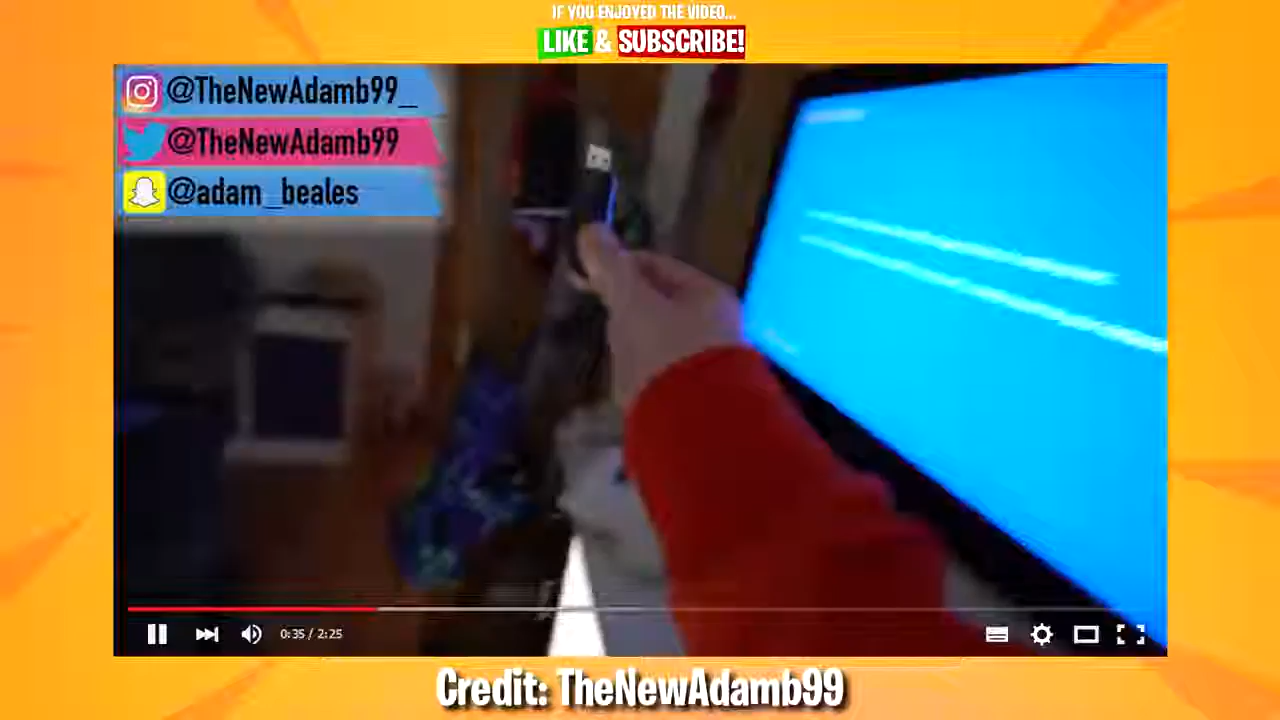 IF YOU ENJOYED THE VIDEO...
LIKE & SUBSCRIBE!
@TheNewAdamb99_
@TheNewAdamb99
@adam_beales
0:35 / 2:25
Credit: TheNewAdamb99